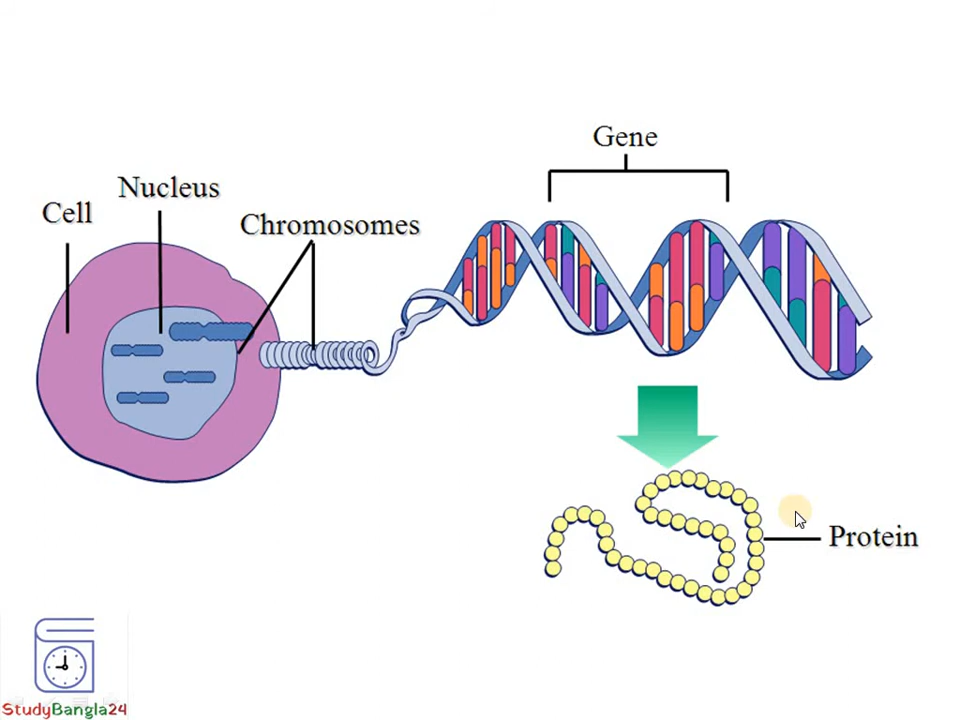 Gene
Nucleus
Cell
Chromosomes
Protein
StudyBangla24